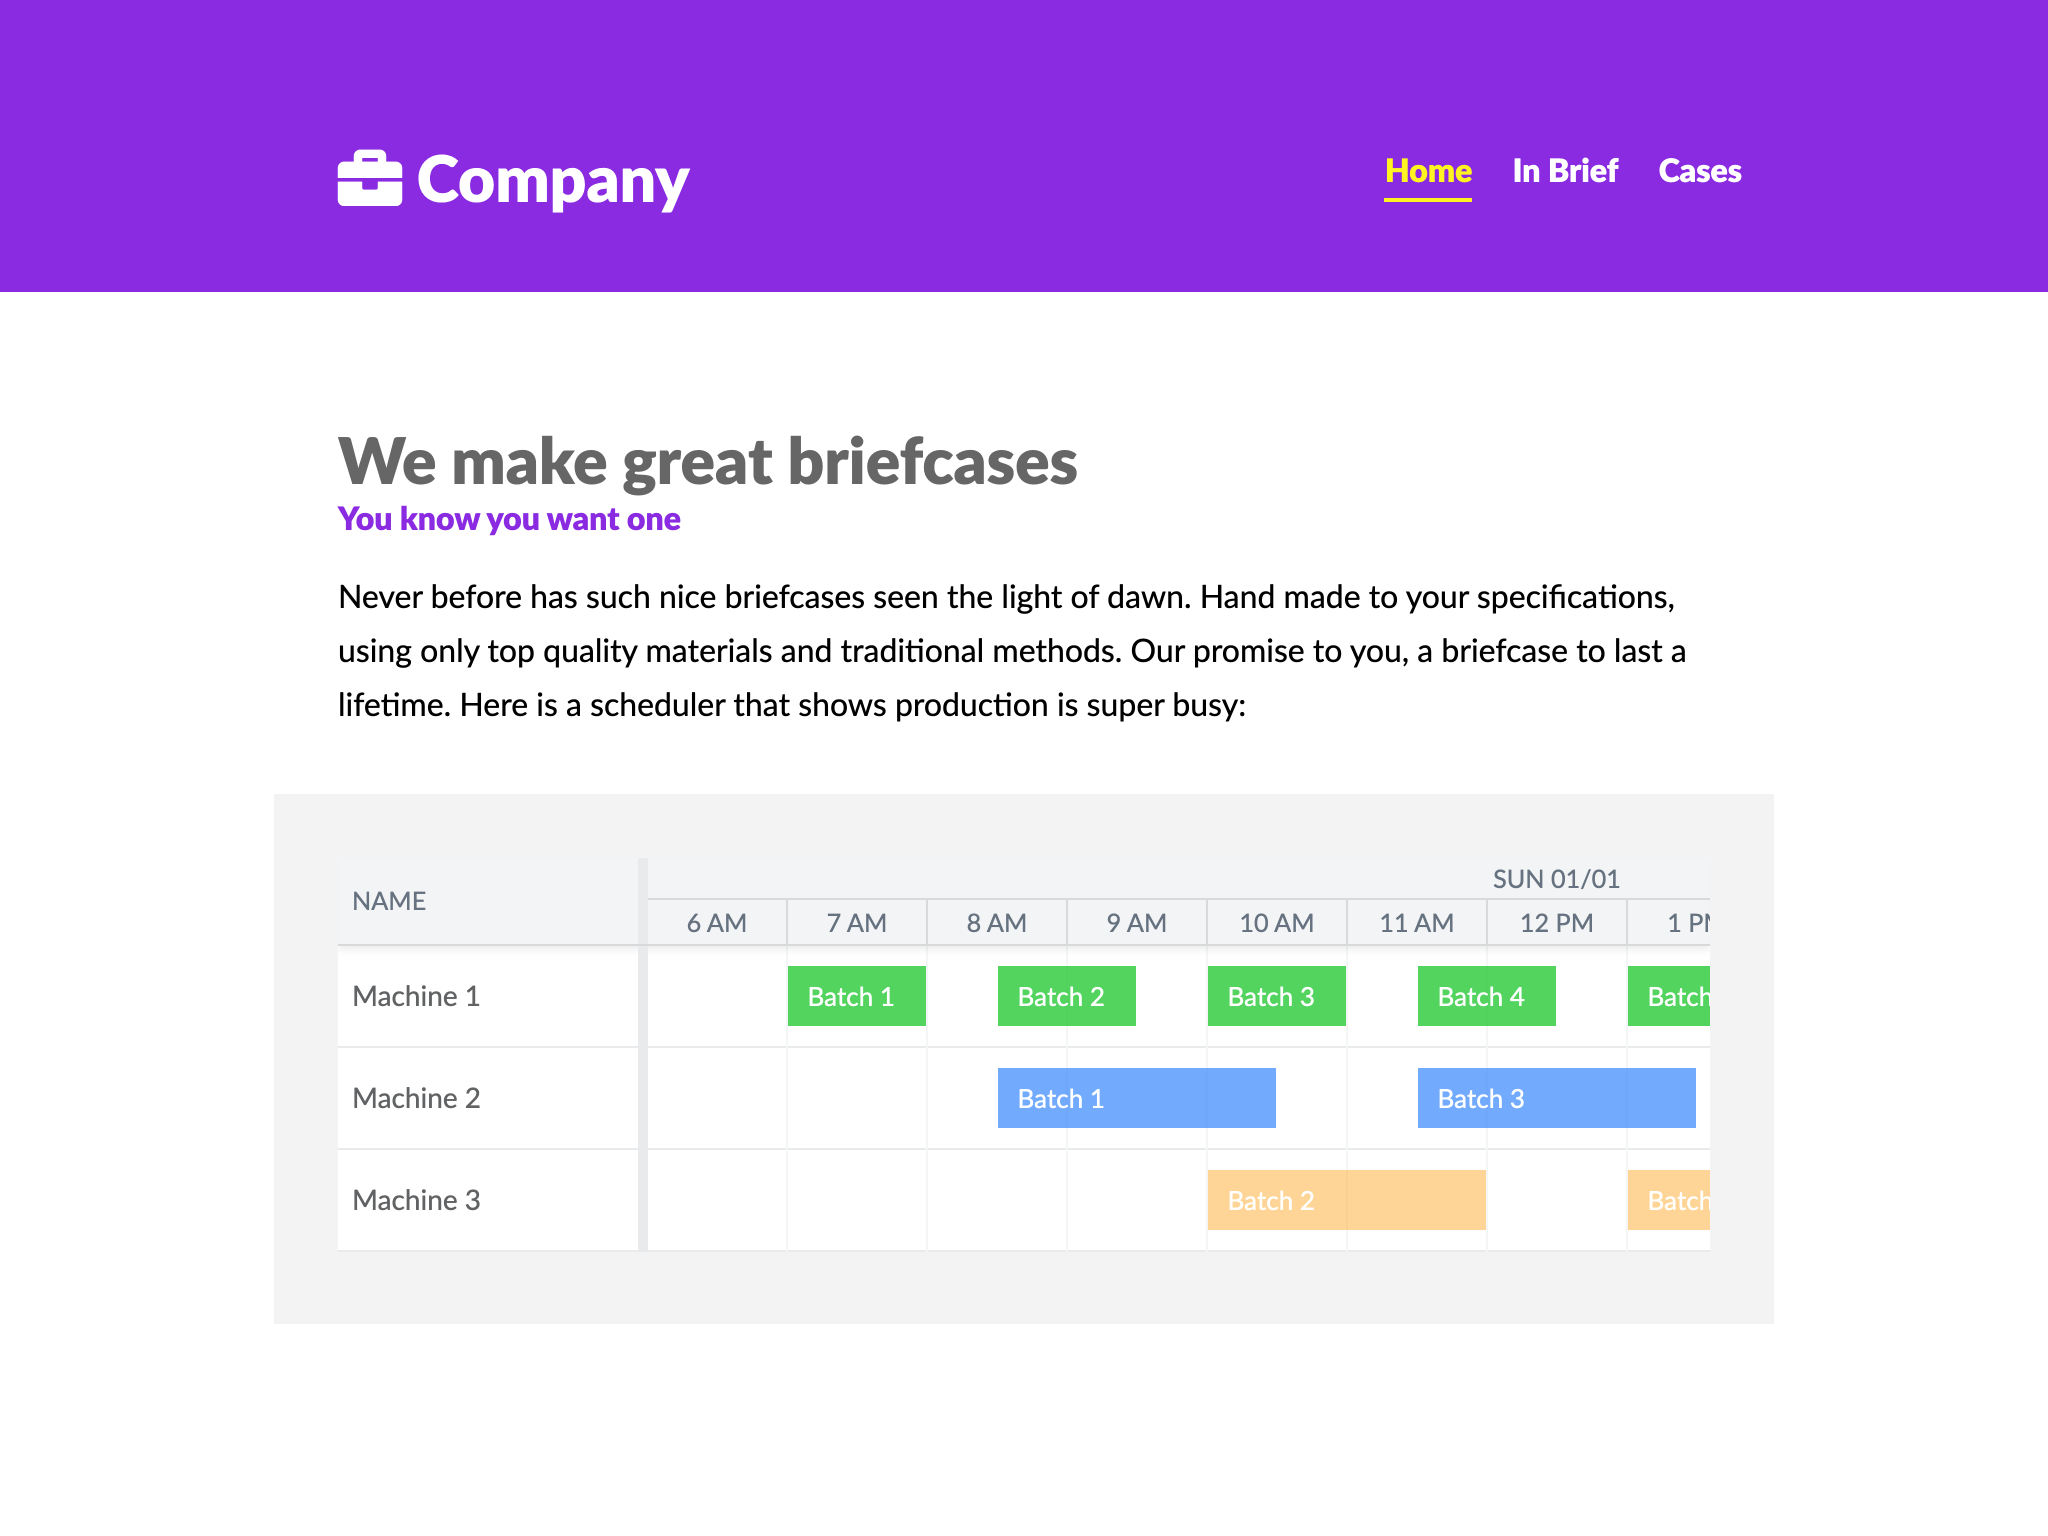 Company
Home In Brief Cases
We make great briefcases
You know you want one
Never before has such nice briefcases seen the light of dawn. Hand made to your specifications,
using only top quality materials and traditional methods. Our promise to you, a briefcase to last a
lifetime. Here is a scheduler that shows production is super busy:
SUN 01/01
NAME
6 AM 7 AM 8 AM 9 AM 10 AM 11 AM 12 PM 1 P
Machine 1 Batch 1 Batch 2 Batch 3 Batch 4 Batch
Machine 2 Batch 1 Batch 3
Machine 3 Batch 2 Batch